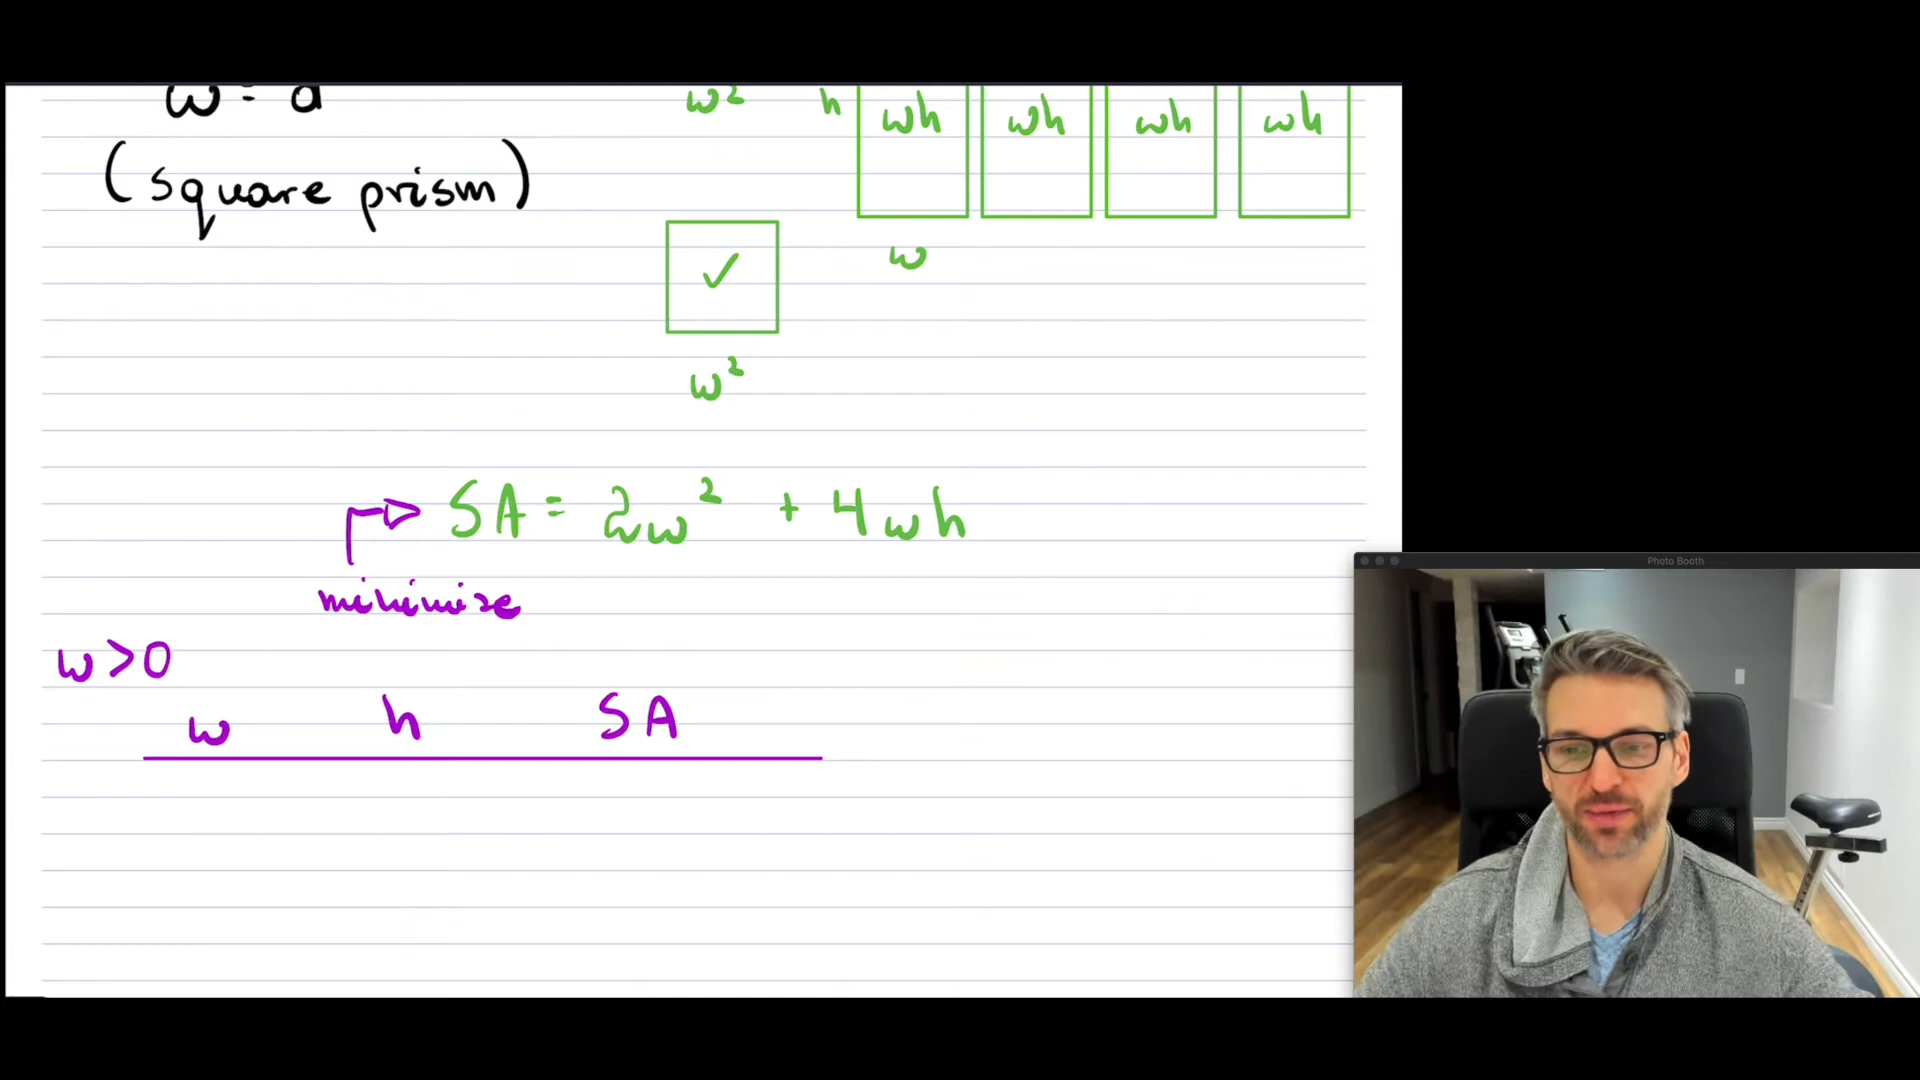 w = d
(square prism)
w² h wh wh wh wh
w
✓
w²
SA = 2w² + 4wh
minimize
w > 0
w h SA
Photo Booth